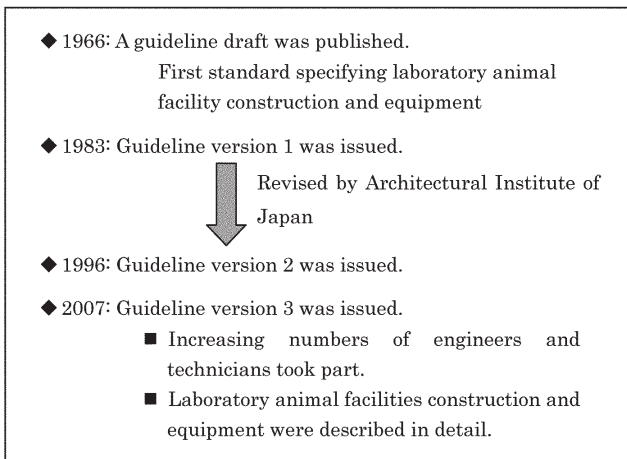 ◆ 1966: A guideline draft was published.
First standard specifying laboratory animal
facility construction and equipment
◆ 1983: Guideline version 1 was issued.
Revised by Architectural Institute of
Japan
◆ 1996: Guideline version 2 was issued.
◆ 2007: Guideline version 3 was issued.
■ Increasing numbers of engineers and
technicians took part.
■ Laboratory animal facilities construction and
equipment were described in detail.